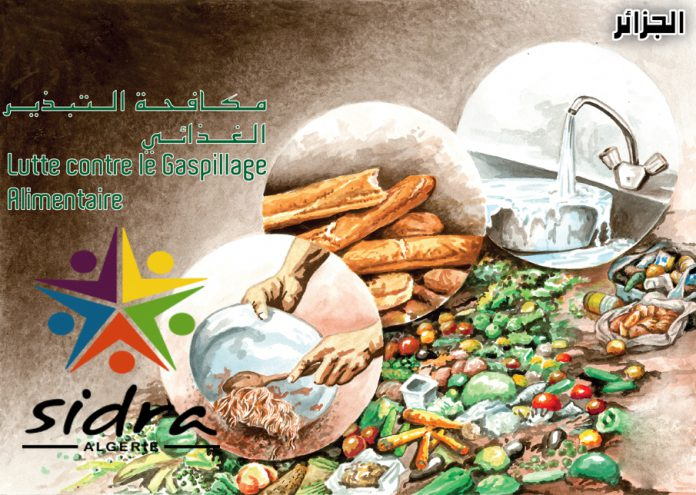 الجزائر
مكافحة التبذير
الغذائي
Lutte contre le Gaspillage
Alimentaire
sidra
ALGERIE